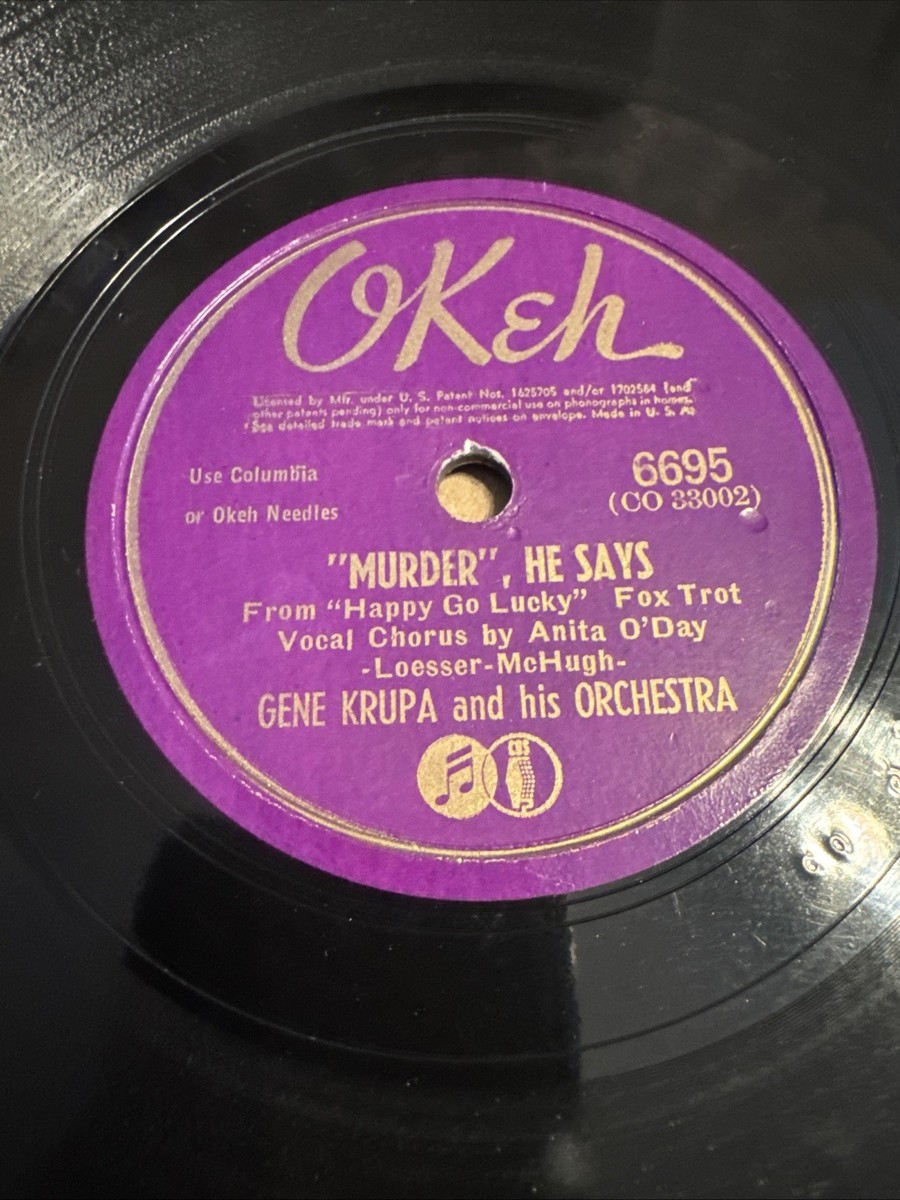 OKeh
Licensed by Mfr. under U. S. Patent Nos. 1625705 and/or 1702564 (and
other patents pending) only for non-commercial use on phonographs in homes.
See detailed trade mark and patent notices on envelope. Made in U. S. A.
Use Columbia
or Okeh Needles
6695
(CO 33002)
"MURDER", HE SAYS
From "Happy Go Lucky" Fox Trot
Vocal Chorus by Anita O'Day
-Loesser-McHugh-
GENE KRUPA and his ORCHESTRA
CBS